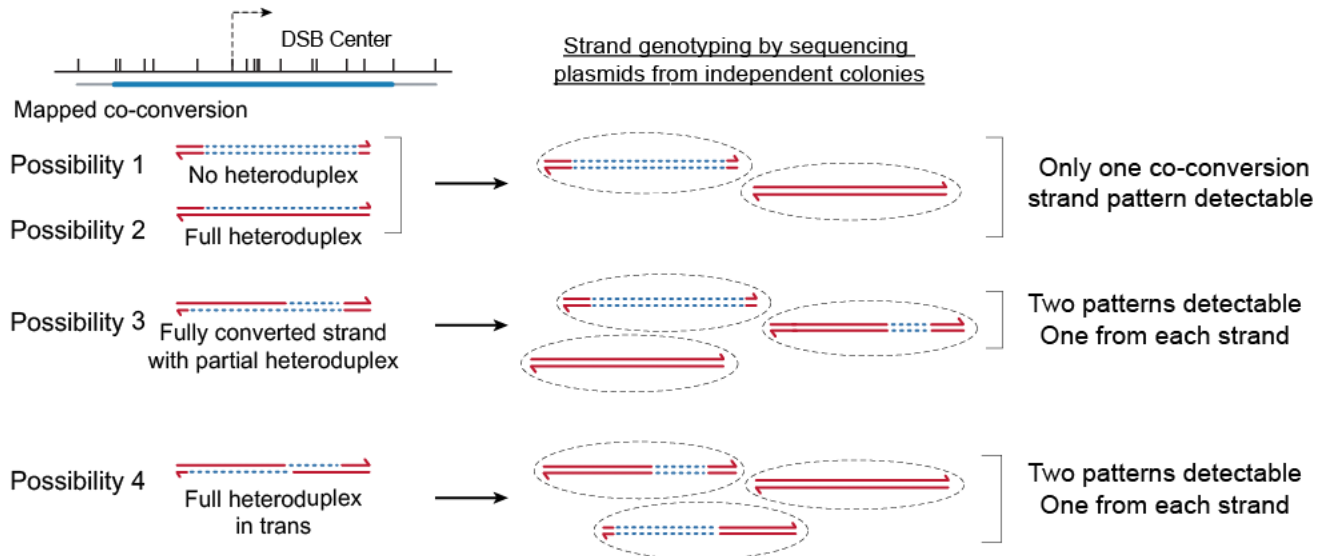 DSB Center
Strand genotyping by sequencing
plasmids from independent colonies
Mapped co-conversion
Possibility 1
No heteroduplex
Only one co-conversion
strand pattern detectable
Possibility 2
Full heteroduplex
Possibility 3
Fully converted strand
with partial heteroduplex
Two patterns detectable
One from each strand
Possibility 4
Full heteroduplex
in trans
Two patterns detectable
One from each strand